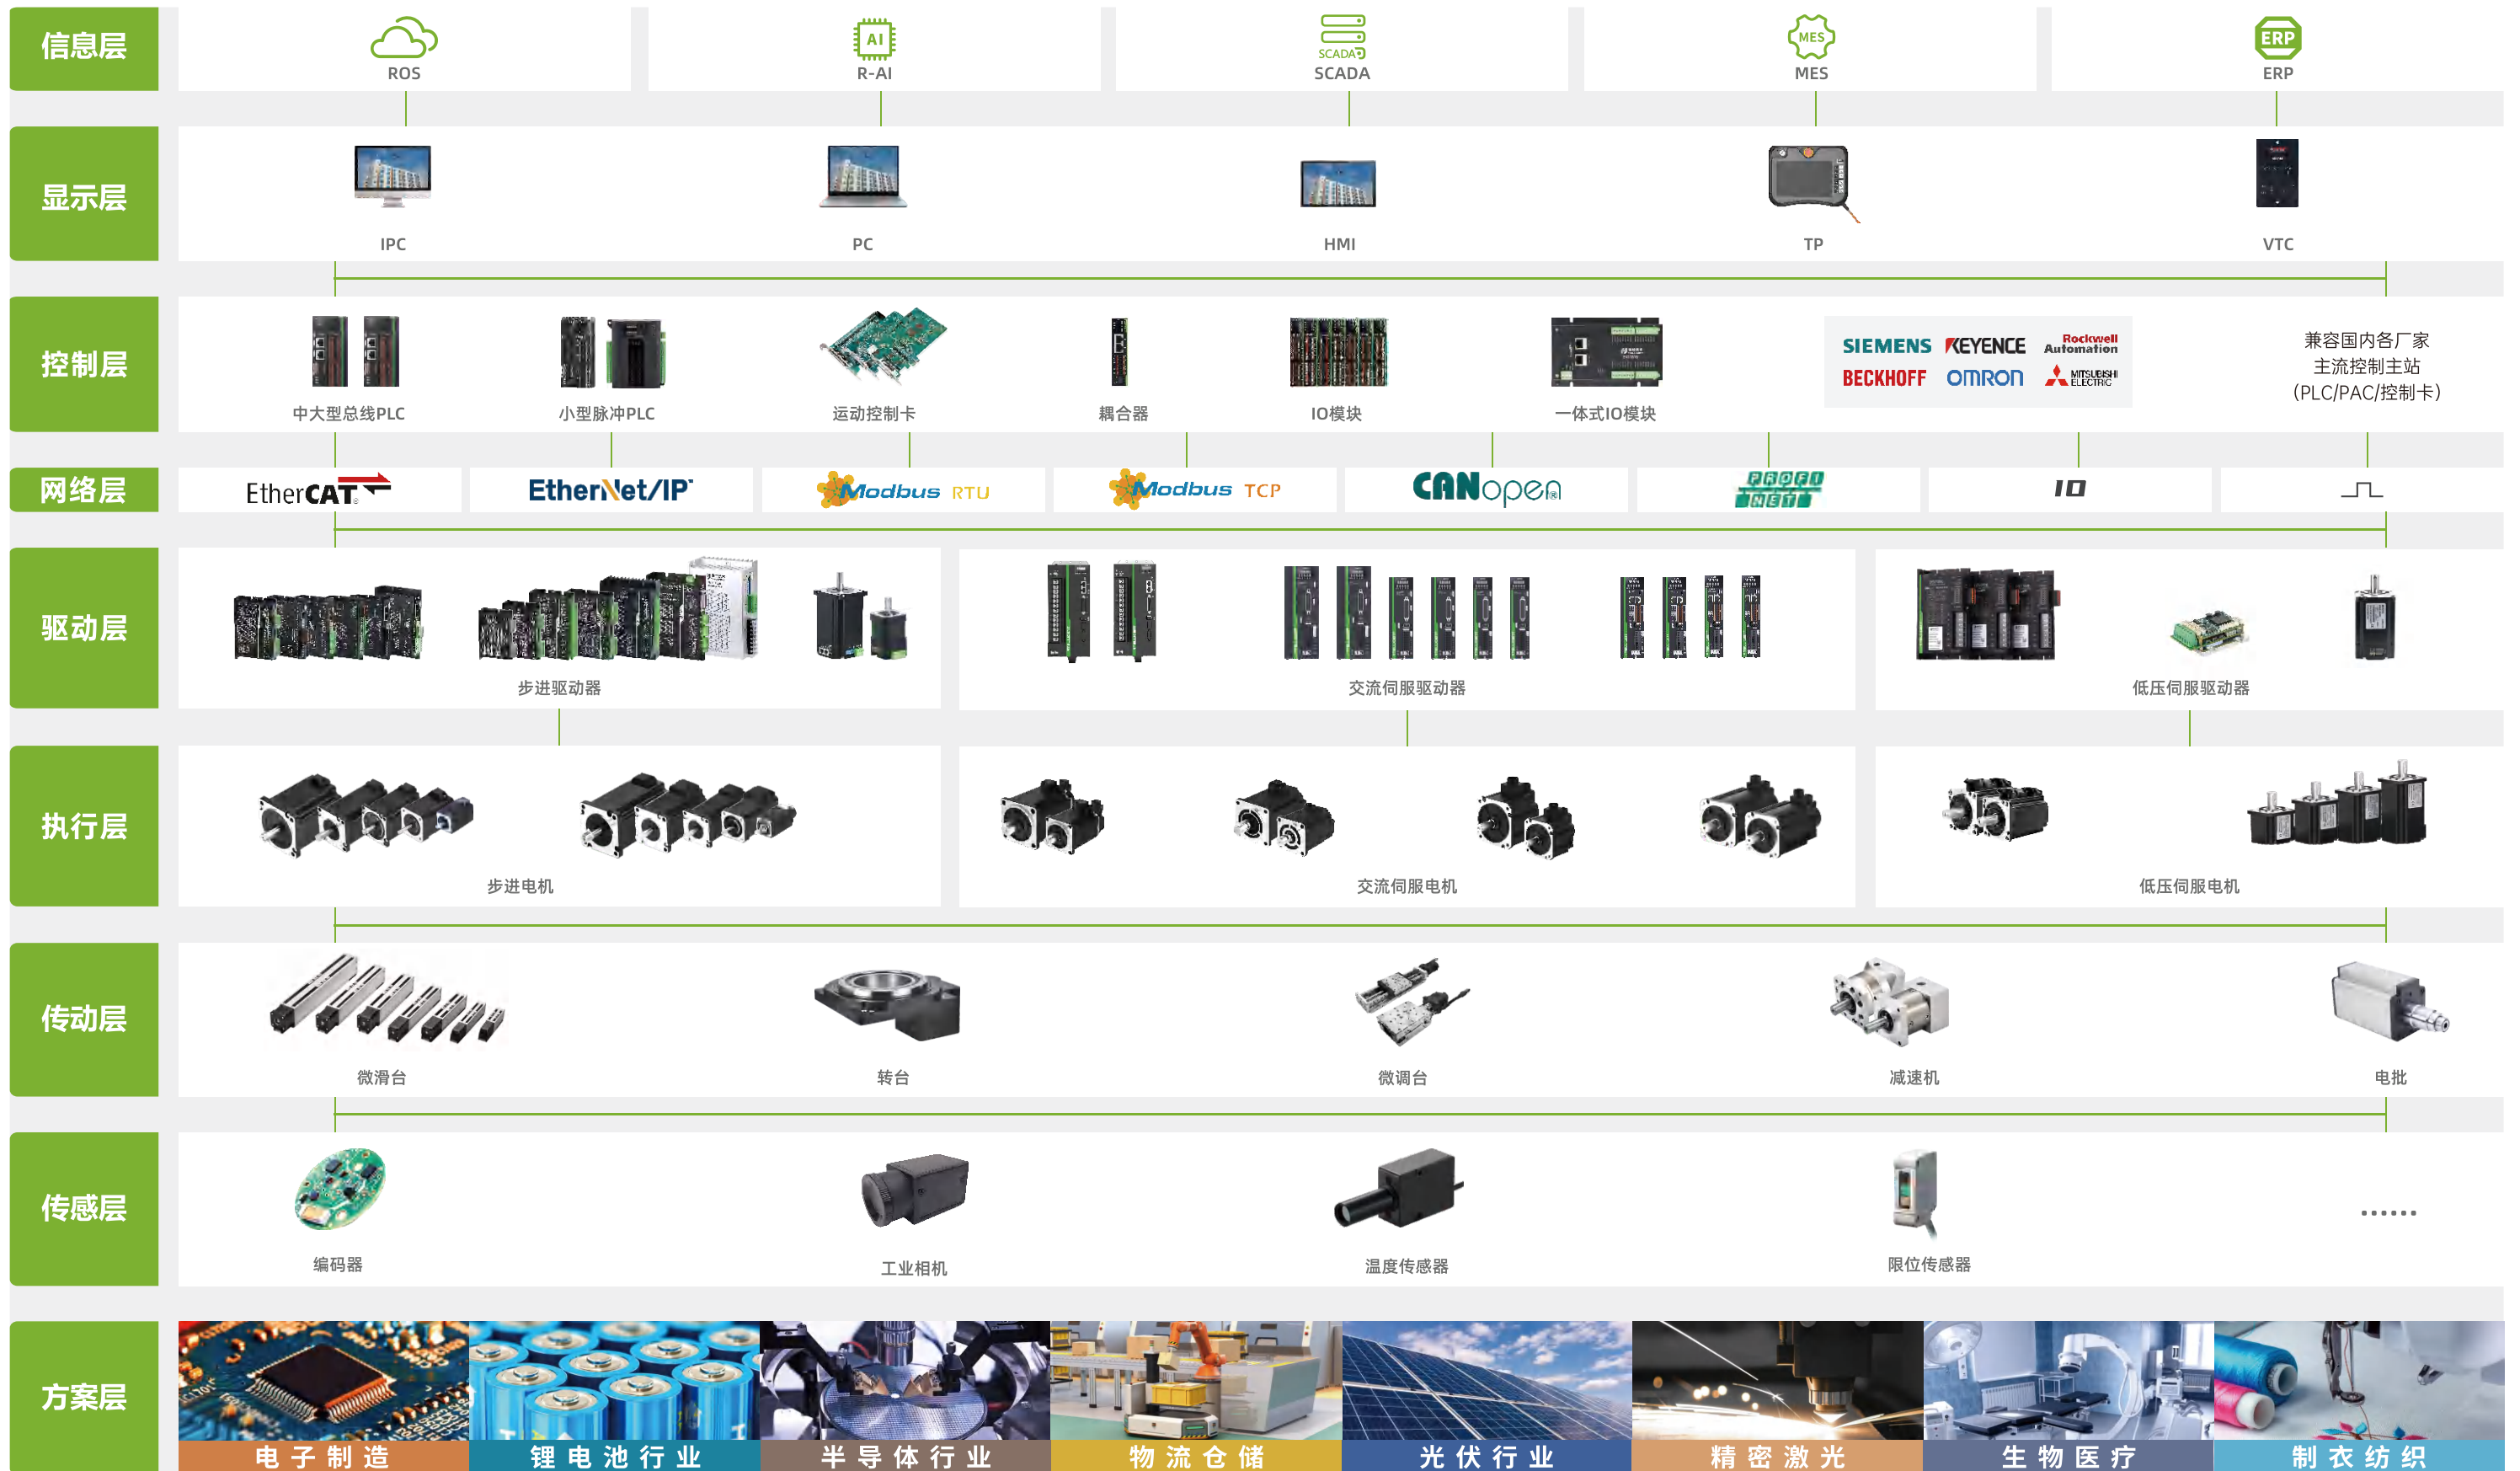 信息层
ROS
AI
R-AI
SCADA
SCADA
MES
MES
ERP
ERP
显示层
IPC
PC
HMI
TP
VTC
控制层
中大型总线PLC
小型脉冲PLC
运动控制卡
耦合器
IO模块
一体式IO模块
SIEMENS
KEYENCE
Rockwell
Automation
BECKHOFF
OMRON
MITSUBISHI
ELECTRIC
兼容国内各厂家
主流控制主站
(PLC/PAC/控制卡)
网络层
EtherCAT
EtherNet/IP
Modbus RTU
Modbus TCP
CANopen
PROFI
NET
IO
驱动层
步进驱动器
交流伺服驱动器
低压伺服驱动器
执行层
步进电机
交流伺服电机
低压伺服电机
传动层
微滑台
转台
微调台
减速机
电批
传感层
编码器
工业相机
温度传感器
限位传感器
……
方案层
电子制造
锂电池行业
半导体行业
物流仓储
光伏行业
精密激光
生物医疗
制衣纺织